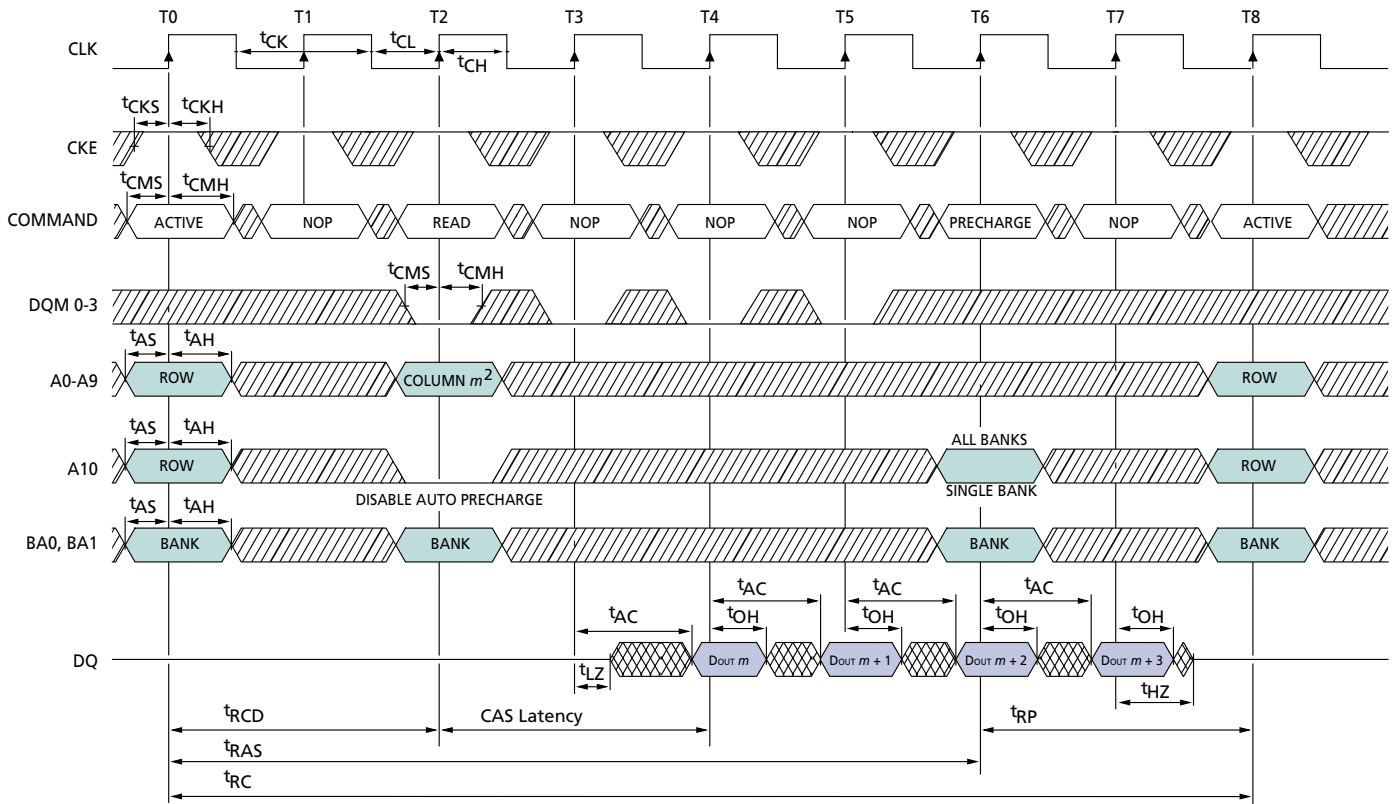 T0 T1 T2 T3 T4 T5 T6 T7 T8
CLK
tCK tCL
tCH
tCKS tCKH
CKE
tCMS tCMH
COMMAND ACTIVE NOP READ NOP NOP NOP PRECHARGE NOP ACTIVE
tCMS tCMH
DQM 0-3
tAS tAH
A0-A9 ROW COLUMN m2 ROW
tAS tAH ALL BANKS
A10 ROW ROW
DISABLE AUTO PRECHARGE SINGLE BANK
tAS tAH
BA0, BA1 BANK BANK BANK BANK
tAC tAC tAC
tAC tOH tOH tOH tOH
DQ DOUT m DOUT m + 1 DOUT m + 2 DOUT m + 3
tLZ tHZ
tRCD CAS Latency tRP
tRAS
tRC